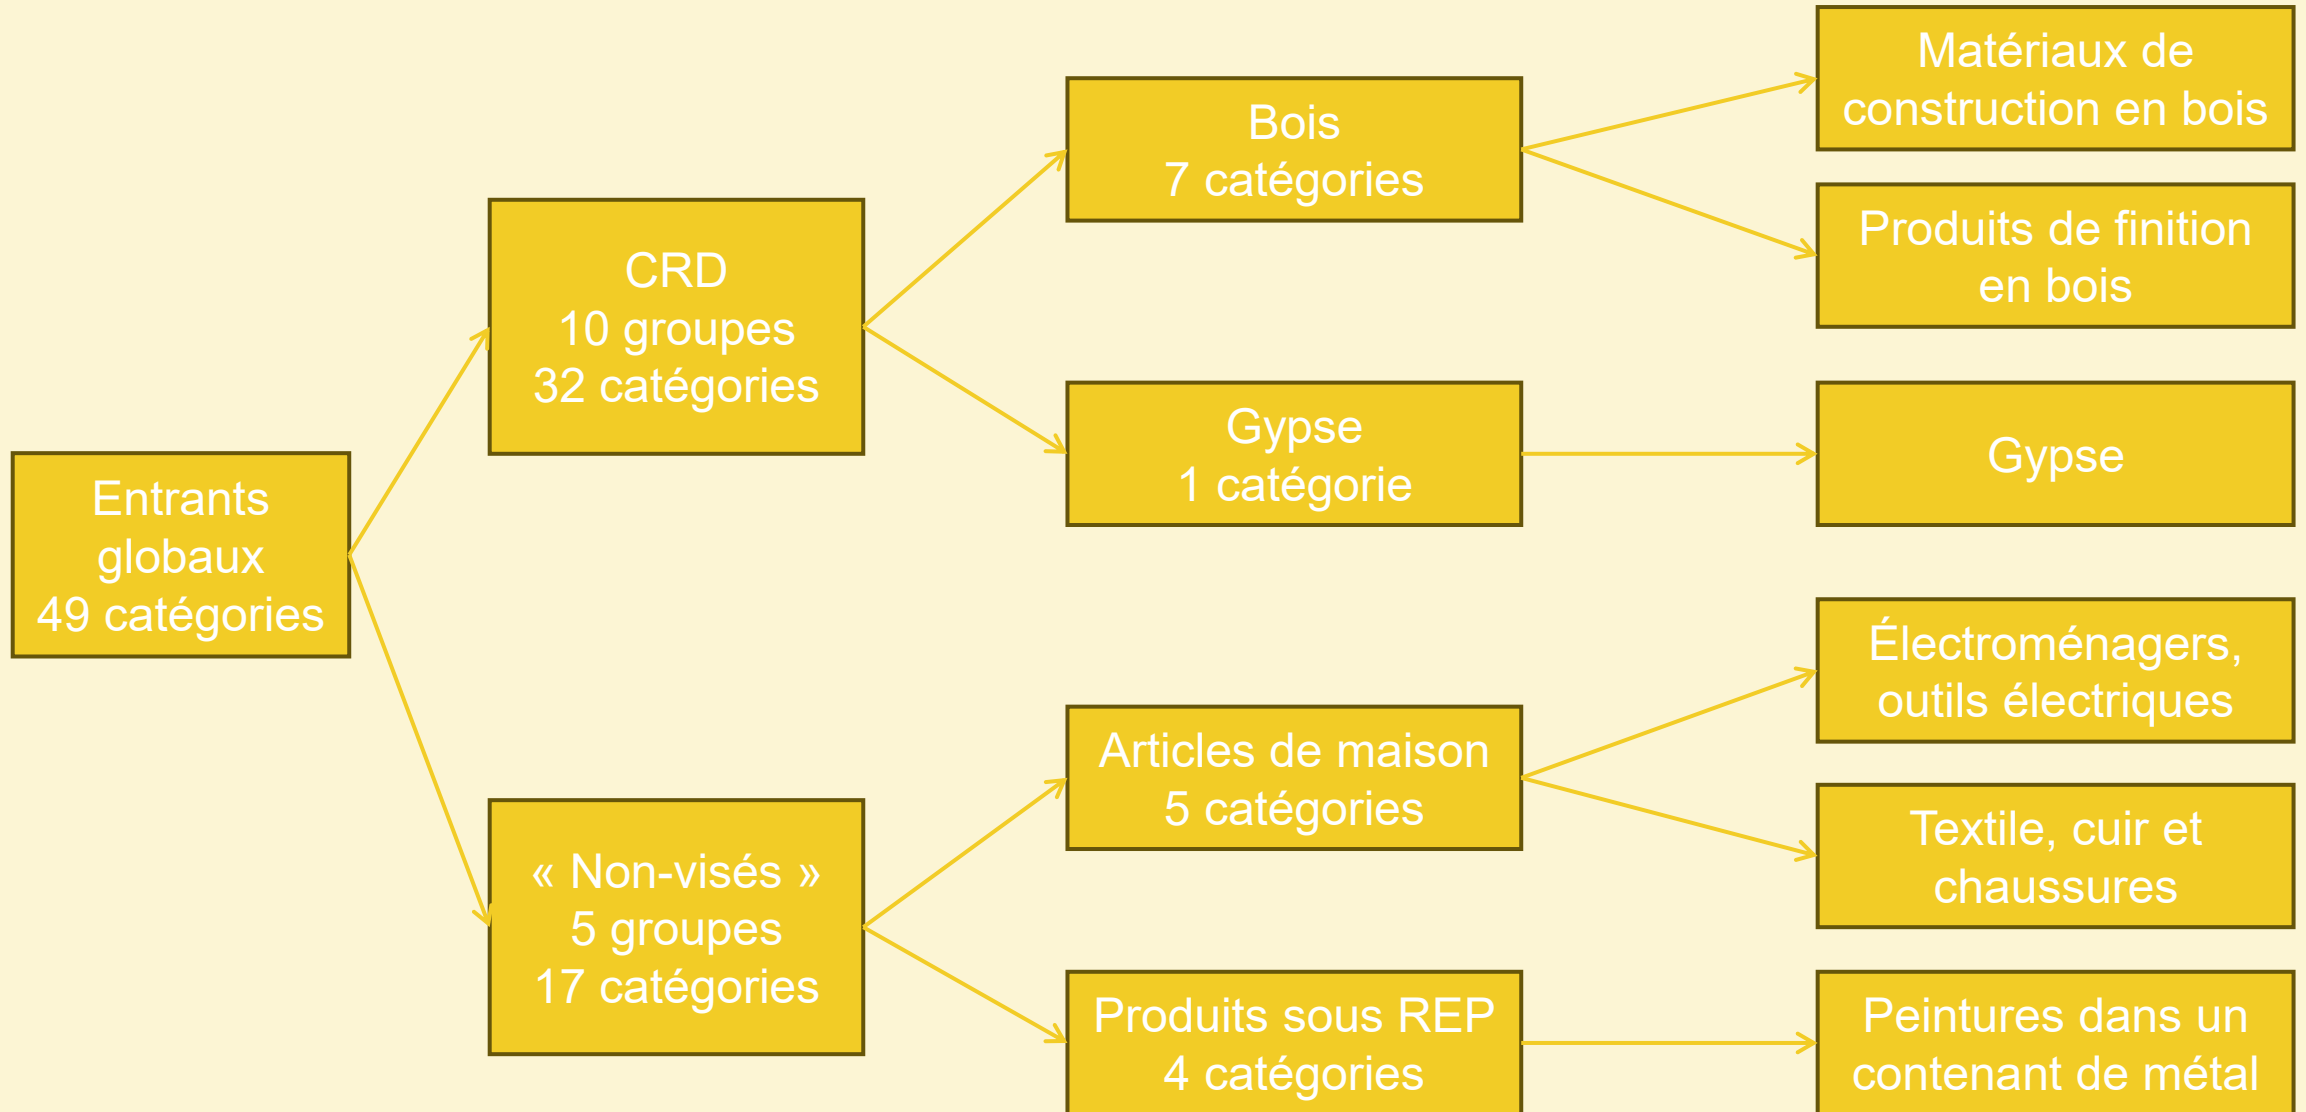 Entrants
globaux
49 catégories
CRD
10 groupes
32 catégories
« Non-visés »
5 groupes
17 catégories
Bois
7 catégories
Gypse
1 catégorie
Articles de maison
5 catégories
Produits sous REP
4 catégories
Matériaux de
construction en bois
Produits de finition
en bois
Gypse
Électroménagers,
outils électriques
Textile, cuir et
chaussures
Peintures dans un
contenant de métal